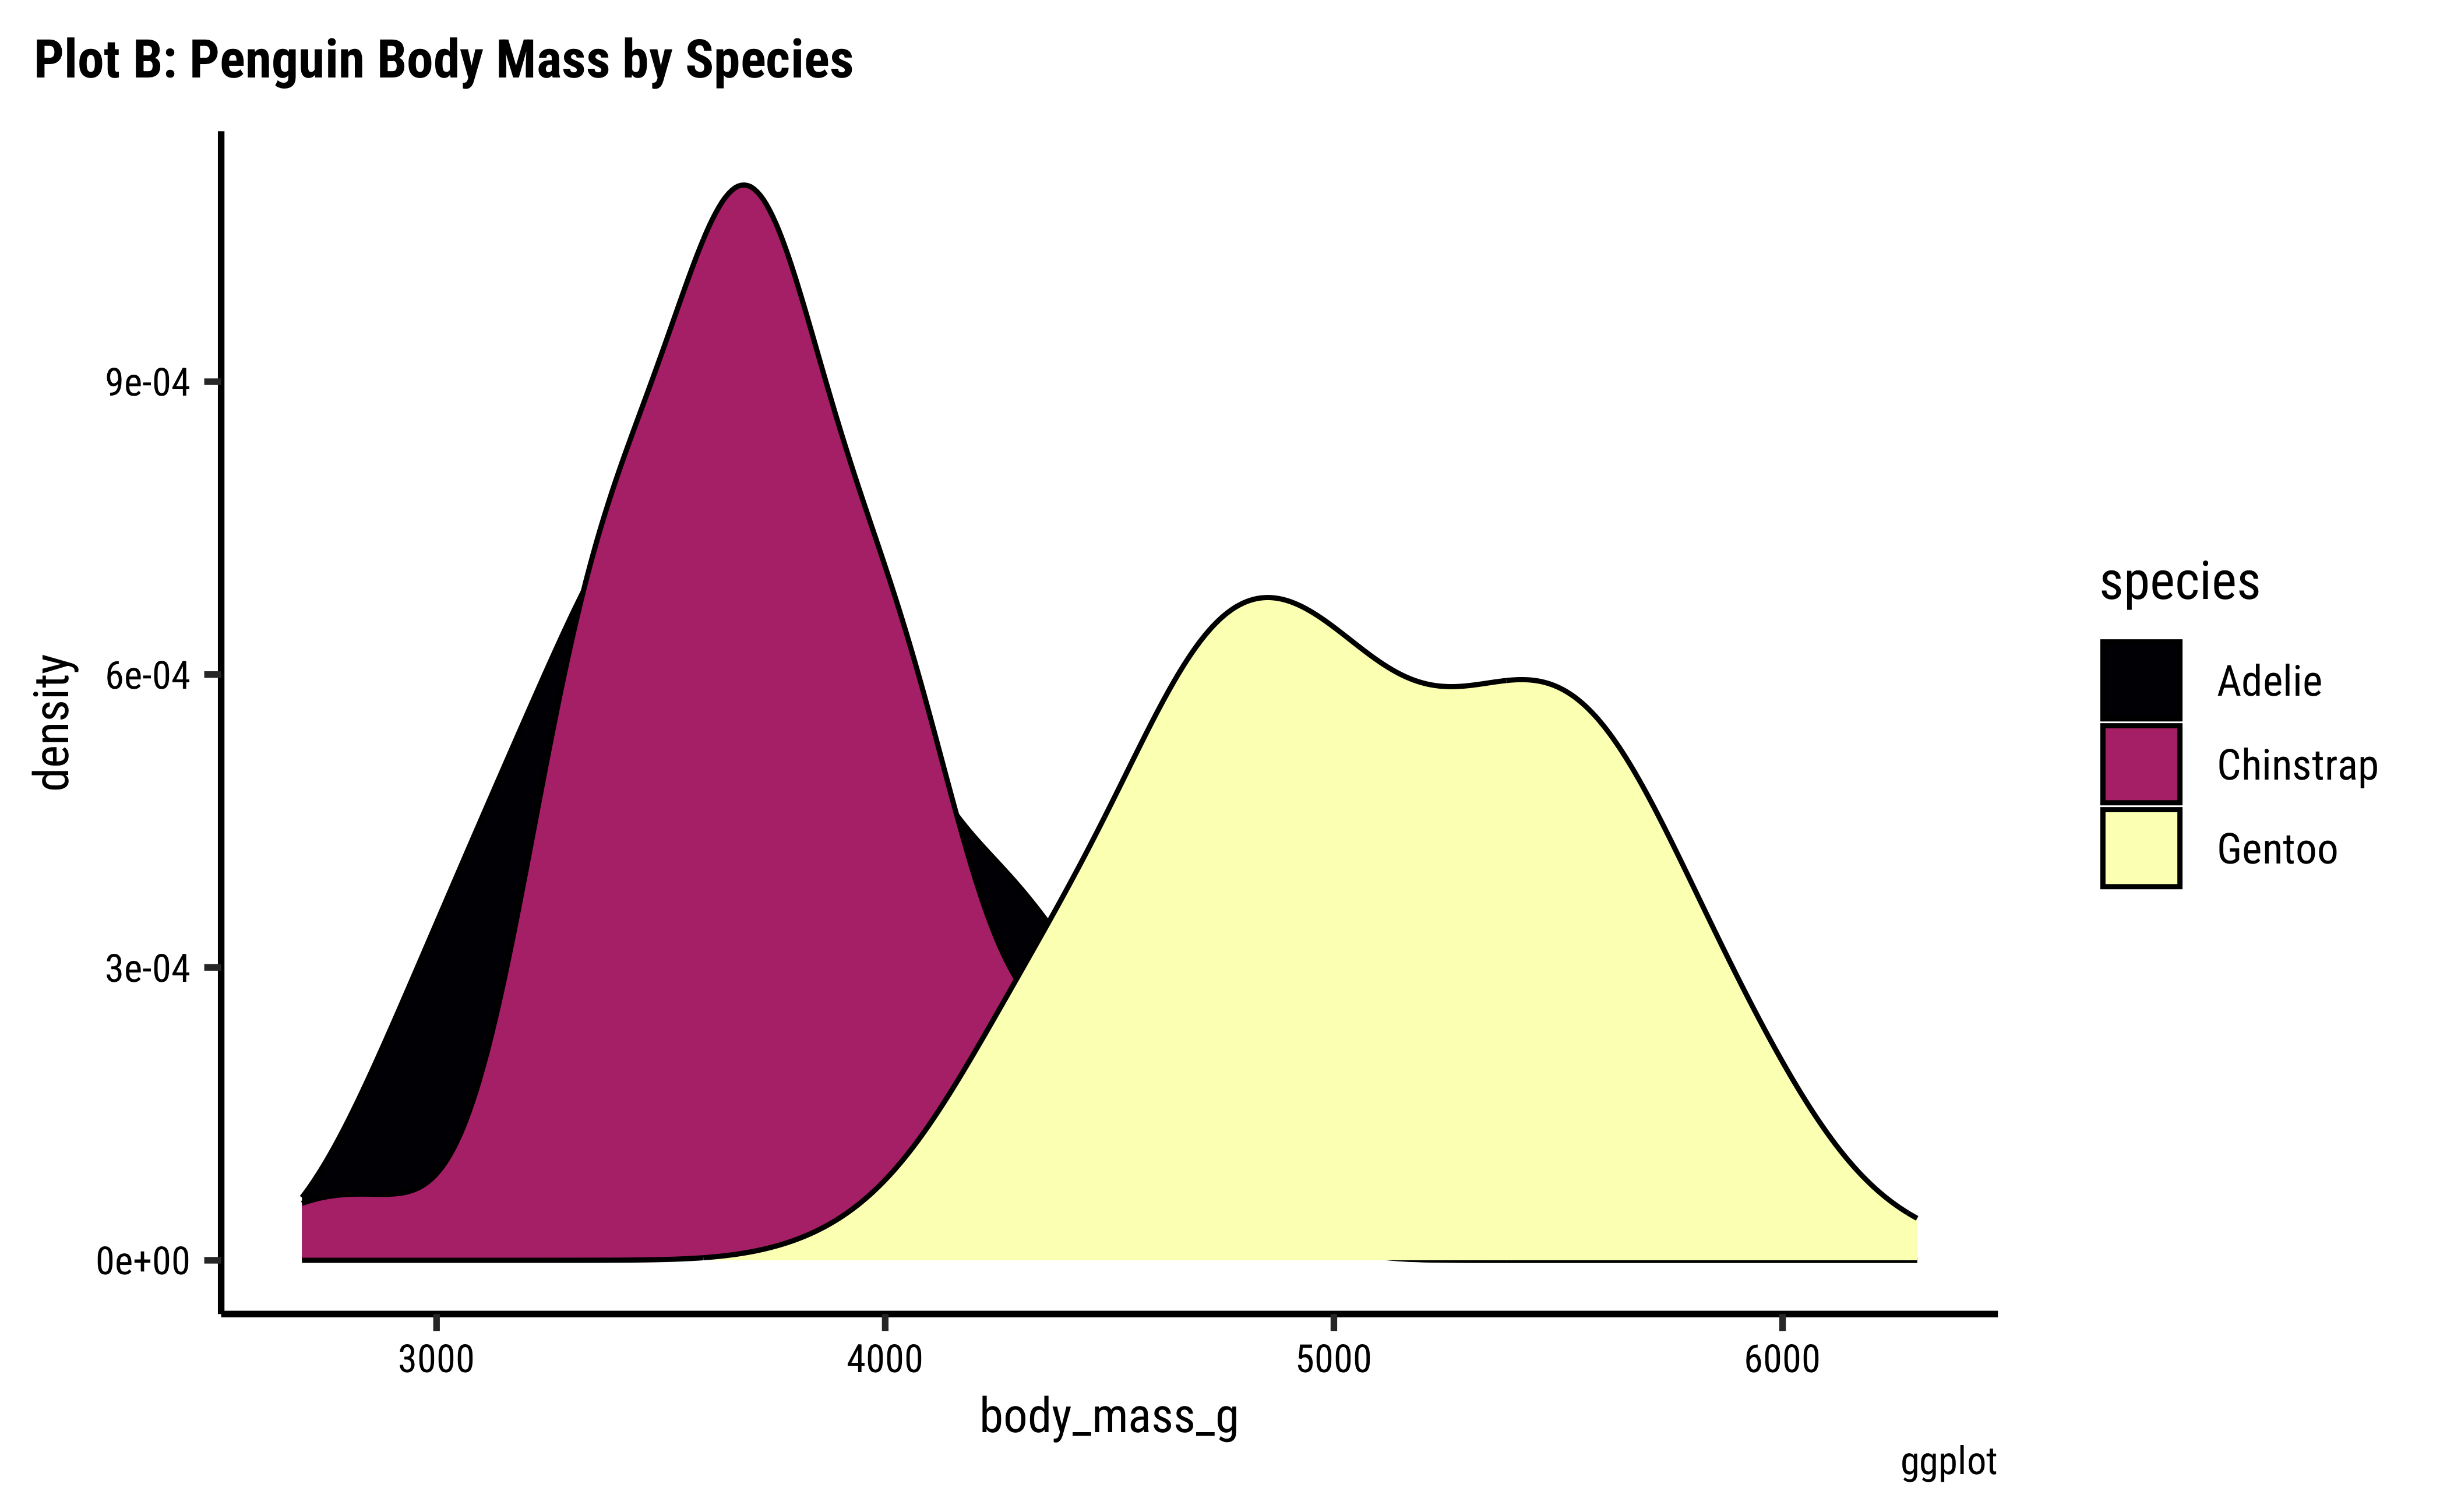 Plot B: Penguin Body Mass by Species
density
9e-04
6e-04
3e-04
0e+00
3000 4000 5000 6000
body_mass_g
species
Adelie
Chinstrap
Gentoo
ggplot